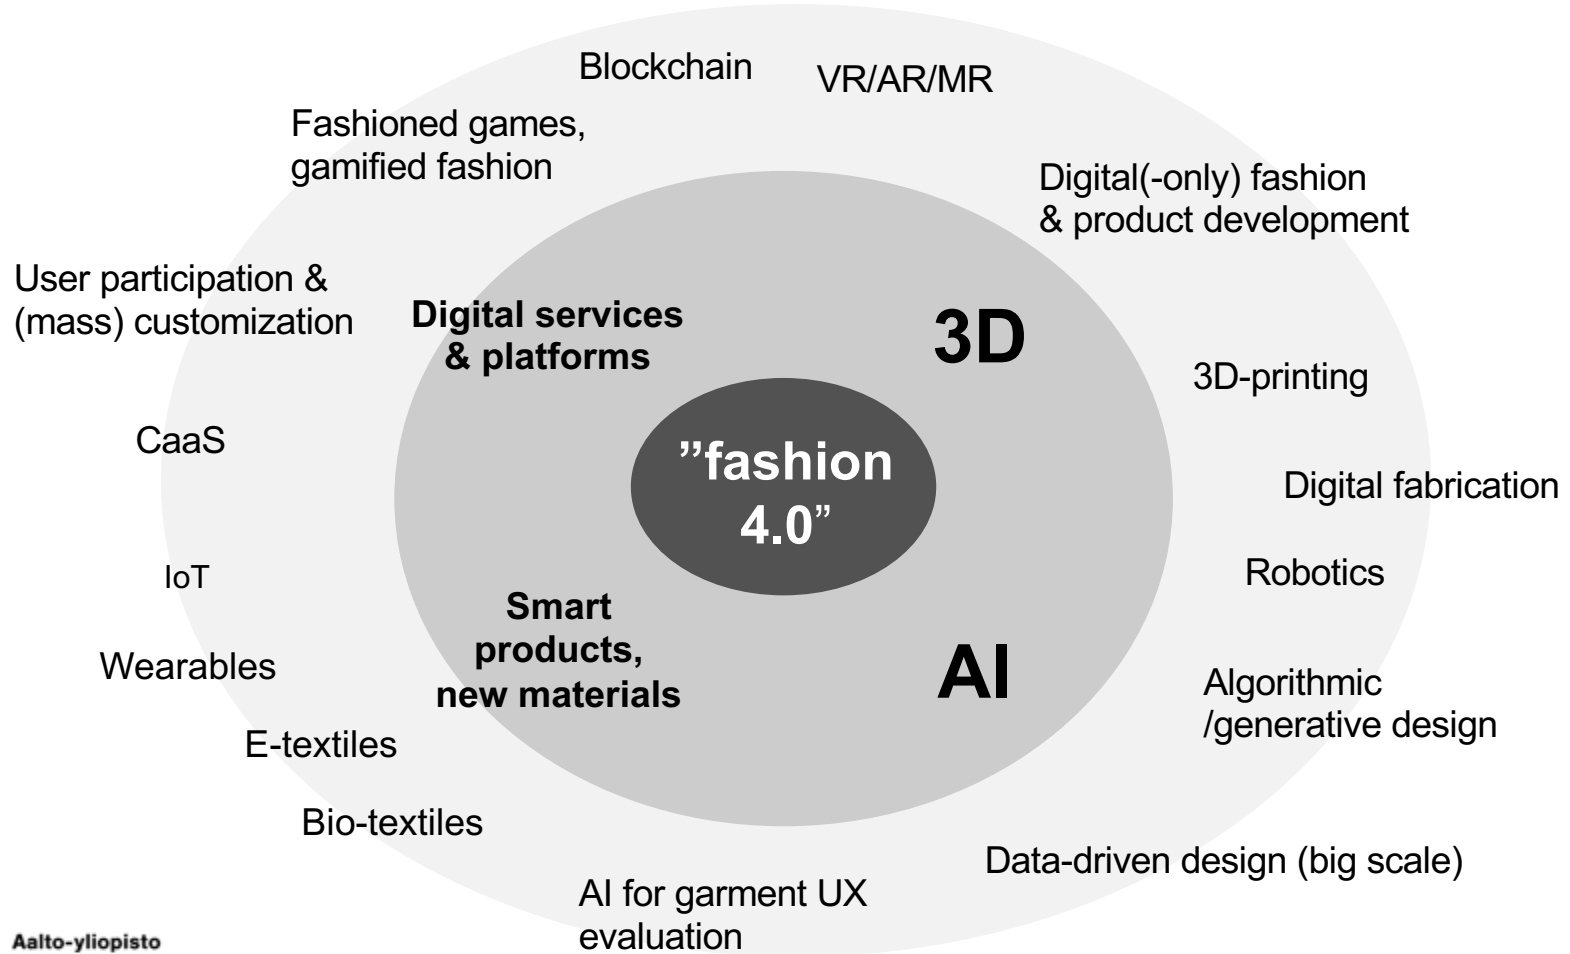 Blockchain
VR/AR/MR
Fashioned games,
gamified fashion
Digital(-only) fashion
& product development
User participation &
(mass) customization
Digital services
& platforms
3D
3D-printing
CaaS
”fashion
4.0”
Digital fabrication
IoT
Robotics
Smart
products,
new materials
AI
Wearables
Algorithmic
/generative design
E-textiles
Bio-textiles
Data-driven design (big scale)
AI for garment UX
evaluation
Aalto-yliopisto